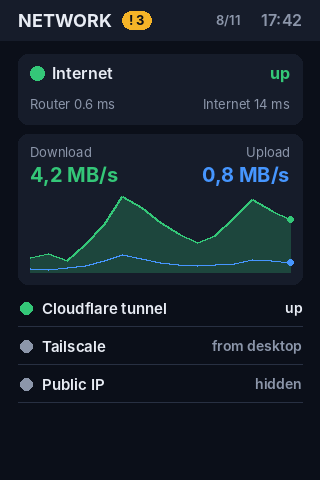 NETWORK ! 3 8/11 17:42
Internet up
Router 0.6 ms Internet 14 ms
Download Upload
4,2 MB/s 0,8 MB/s
Cloudflare tunnel up
Tailscale from desktop
Public IP hidden